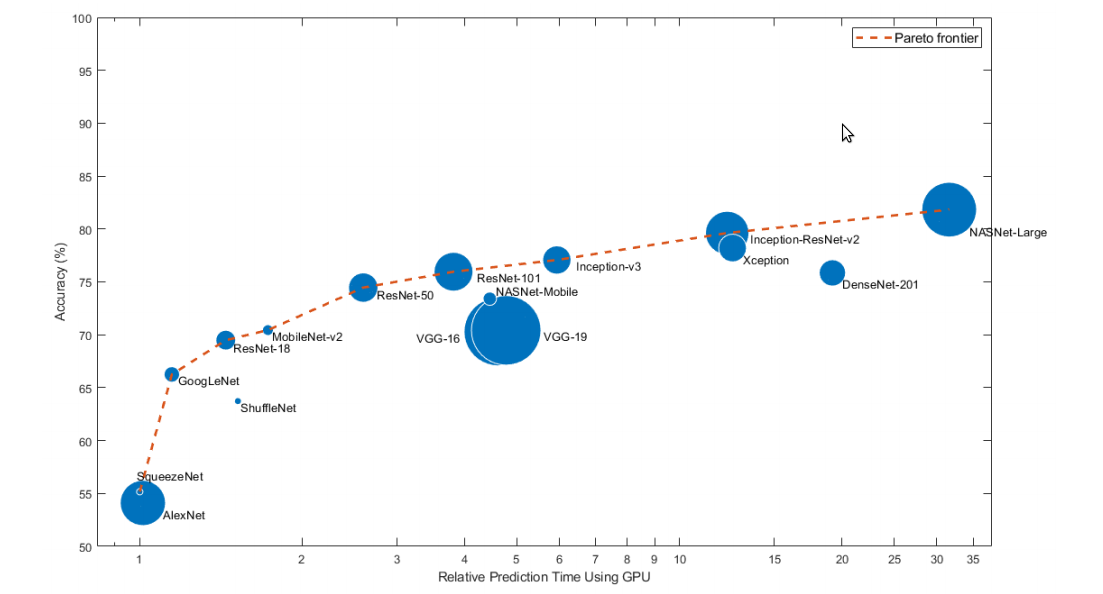 100
Pareto frontier
95
90
85
80
75
70
65
60
55
50
Accuracy (%)
NASNet-Large
Inception-ResNet-v2
Xception
Inception-v3
ResNet-101
DenseNet-201
NASNet-Mobile
ResNet-50
MobileNet-v2
VGG-16
VGG-19
ResNet-18
GoogLeNet
ShuffleNet
SqueezeNet
AlexNet
1 2 3 4 5 6 7 8 9 10 15 20 25 30 35
Relative Prediction Time Using GPU